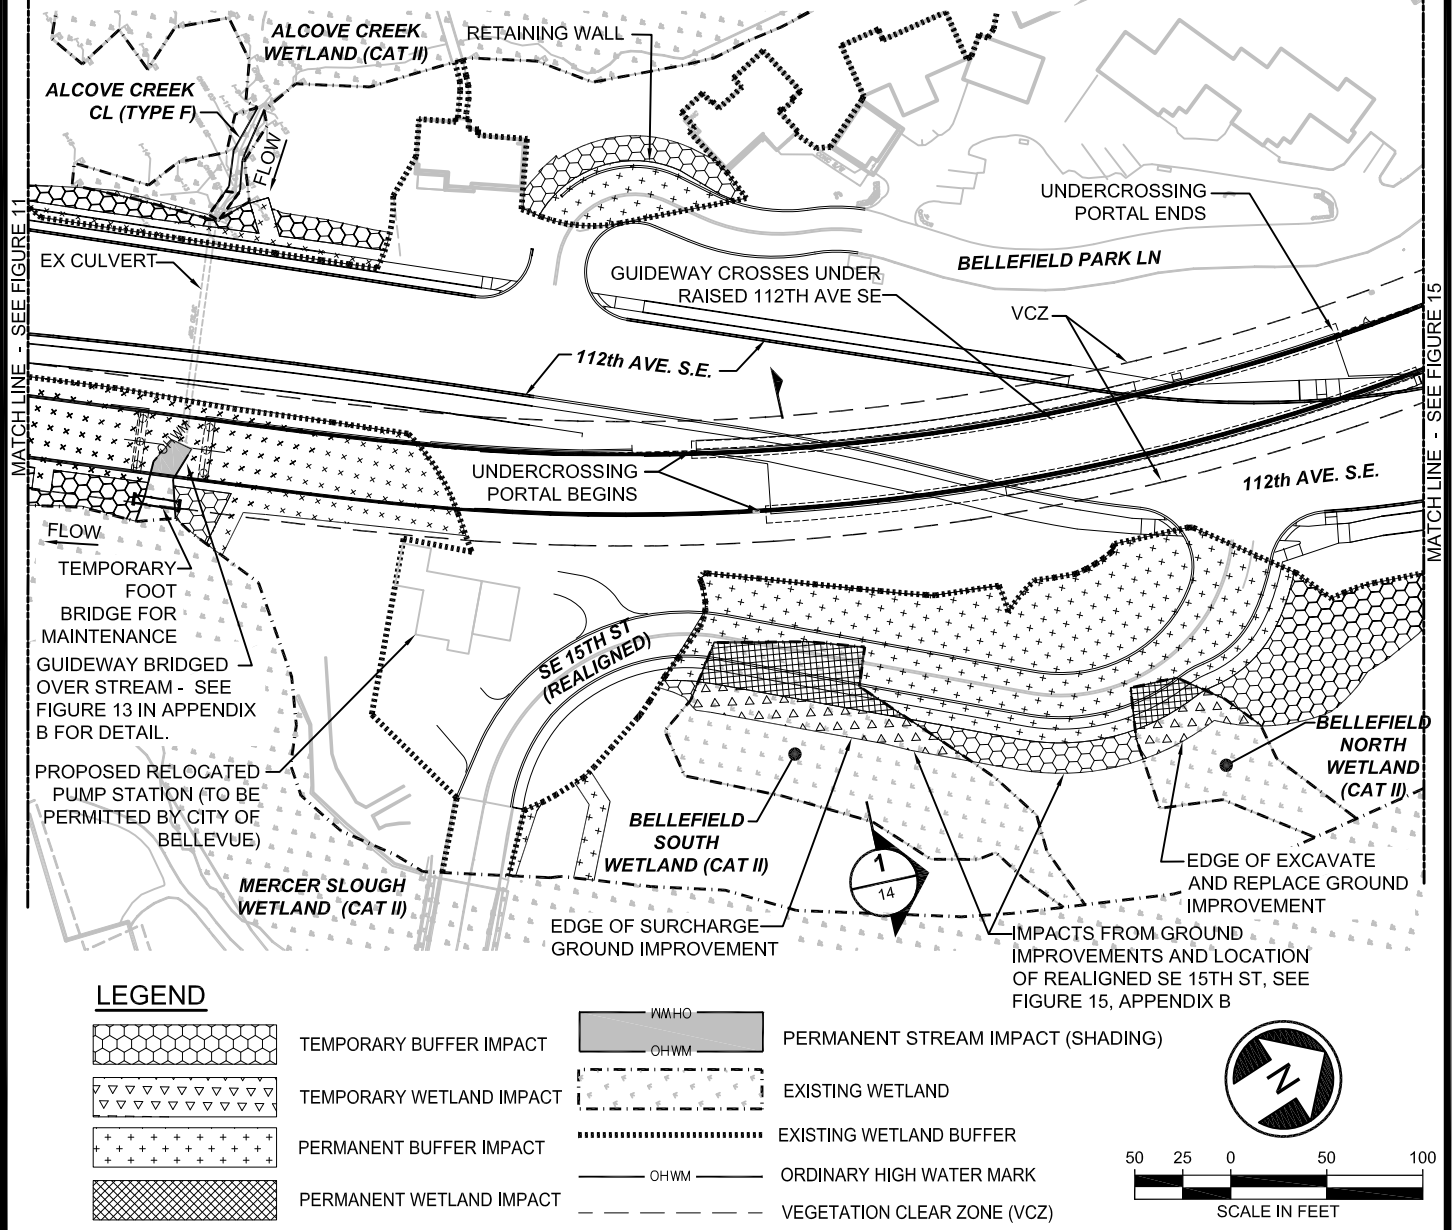 ALCOVE CREEK
WETLAND (CAT II)
RETAINING WALL
ALCOVE CREEK
CL (TYPE F)
FLOW
UNDERCROSSING
PORTAL ENDS
MATCH LINE - SEE FIGURE 11
EX CULVERT
GUIDEWAY CROSSES UNDER
RAISED 112TH AVE SE
BELLEFIELD PARK LN
VCZ
MATCH LINE - SEE FIGURE 15
112th AVE. S.E.
OHWM
UNDERCROSSING
PORTAL BEGINS
112th AVE. S.E.
FLOW
TEMPORARY
FOOT
BRIDGE FOR
MAINTENANCE
GUIDEWAY BRIDGED
OVER STREAM - SEE
FIGURE 13 IN APPENDIX
B FOR DETAIL.
SE 15TH ST
(REALIGNED)
PROPOSED RELOCATED
PUMP STATION (TO BE
PERMITTED BY CITY OF
BELLEVUE)
BELLEFIELD
NORTH
WETLAND
(CAT II)
BELLEFIELD
SOUTH
WETLAND (CAT II)
1
14
MERCER SLOUGH
WETLAND (CAT II)
EDGE OF EXCAVATE
AND REPLACE GROUND
IMPROVEMENT
EDGE OF SURCHARGE
GROUND IMPROVEMENT
IMPACTS FROM GROUND
IMPROVEMENTS AND LOCATION
OF REALIGNED SE 15TH ST, SEE
FIGURE 15, APPENDIX B
LEGEND
TEMPORARY BUFFER IMPACT
TEMPORARY WETLAND IMPACT
PERMANENT BUFFER IMPACT
PERMANENT WETLAND IMPACT
OHWM
OHWM
PERMANENT STREAM IMPACT (SHADING)
EXISTING WETLAND
EXISTING WETLAND BUFFER
OHWM
ORDINARY HIGH WATER MARK
VEGETATION CLEAR ZONE (VCZ)
N
50 25 0 50 100
SCALE IN FEET